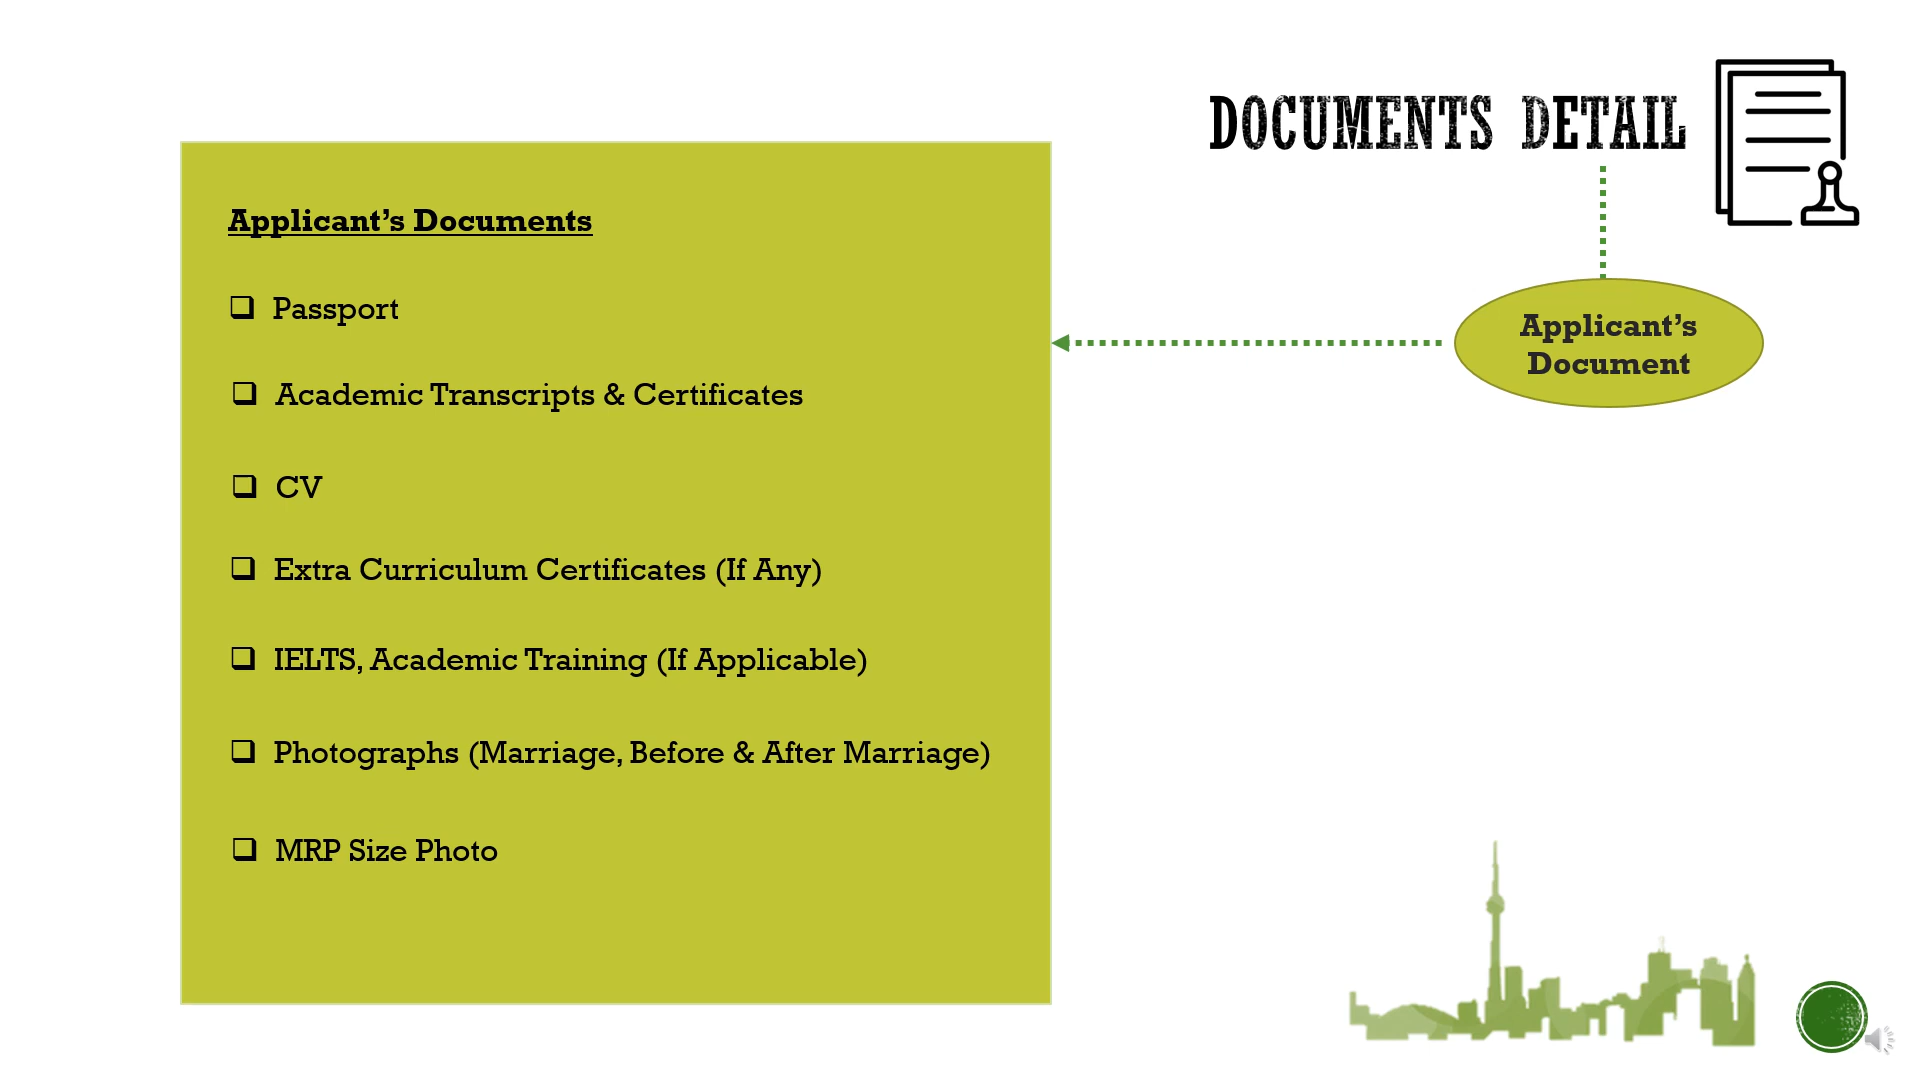 DOCUMENTS DETAIL
Applicant's
Document
Applicant's Documents
❑ Passport
❑ Academic Transcripts & Certificates
❑ CV
❑ Extra Curriculum Certificates (If Any)
❑ IELTS, Academic Training (If Applicable)
❑ Photographs (Marriage, Before & After Marriage)
❑ MRP Size Photo